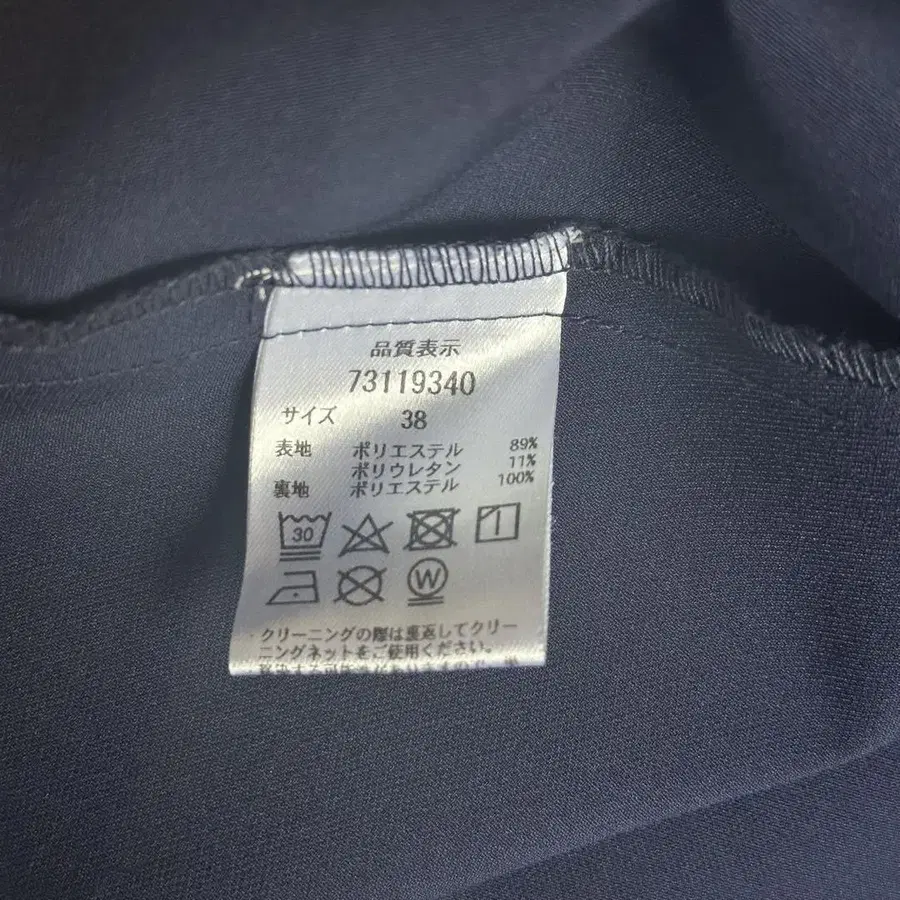 品質表示
73119340
サイズ 38
表地 ポリエステル 89%
ポリウレタン 11%
裏地 ポリエステル 100%
30
W
クリーニングの際は裏返してクリー
ニングネットをご使用ください。